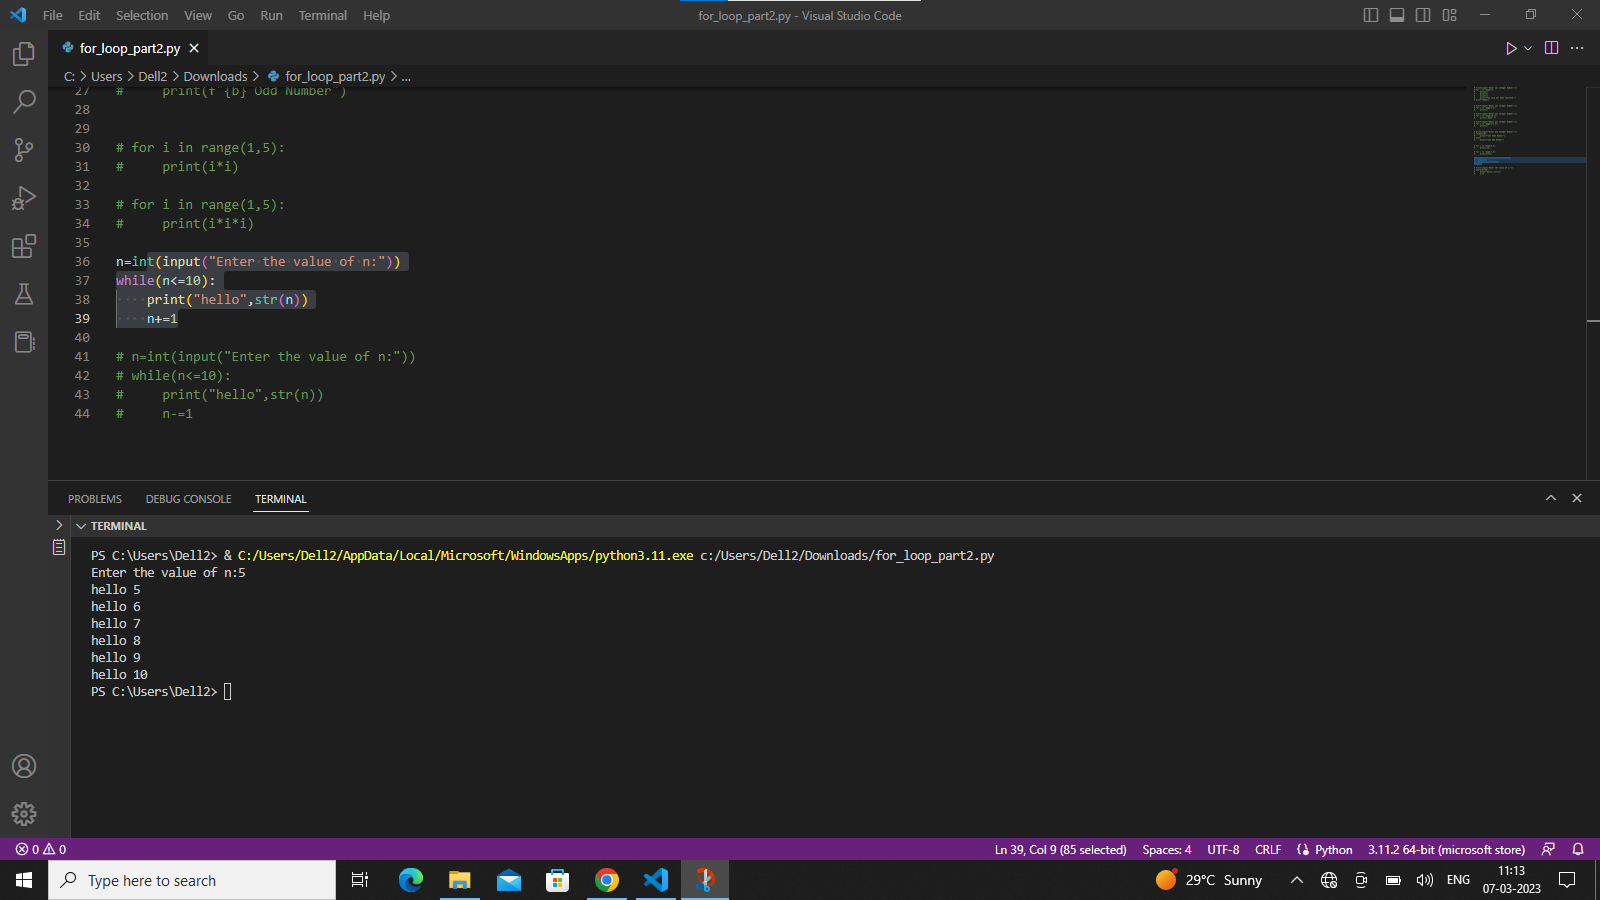 File Edit Selection View Go Run Terminal Help
for_loop_part2.py - Visual Studio Code
for_loop_part2.py
C: > Users > Dell2 > Downloads > for_loop_part2.py > ...
27 #     print(f"{b} Odd Number")
28
29
30 # for i in range(1,5):
31 #     print(i*i)
32
33 # for i in range(1,5):
34 #     print(i*i*i)
35
36 n=int(input("Enter the value of n:"))
37 while(n<=10):
38     print("hello",str(n))
39     n+=1
40
41 # n=int(input("Enter the value of n:"))
42 # while(n<=10):
43 #     print("hello",str(n))
44 #     n-=1
PROBLEMS DEBUG CONSOLE TERMINAL
TERMINAL
PS C:\Users\Dell2> & C:/Users/Dell2/AppData/Local/Microsoft/WindowsApps/python3.11.exe c:/Users/Dell2/Downloads/for_loop_part2.py
Enter the value of n:5
hello 5
hello 6
hello 7
hello 8
hello 9
hello 10
PS C:\Users\Dell2>
0 0 Ln 39, Col 9 (85 selected) Spaces: 4 UTF-8 CRLF Python 3.11.2 64-bit (microsoft store)
Type here to search
29°C Sunny
ENG
11:13
07-03-2023